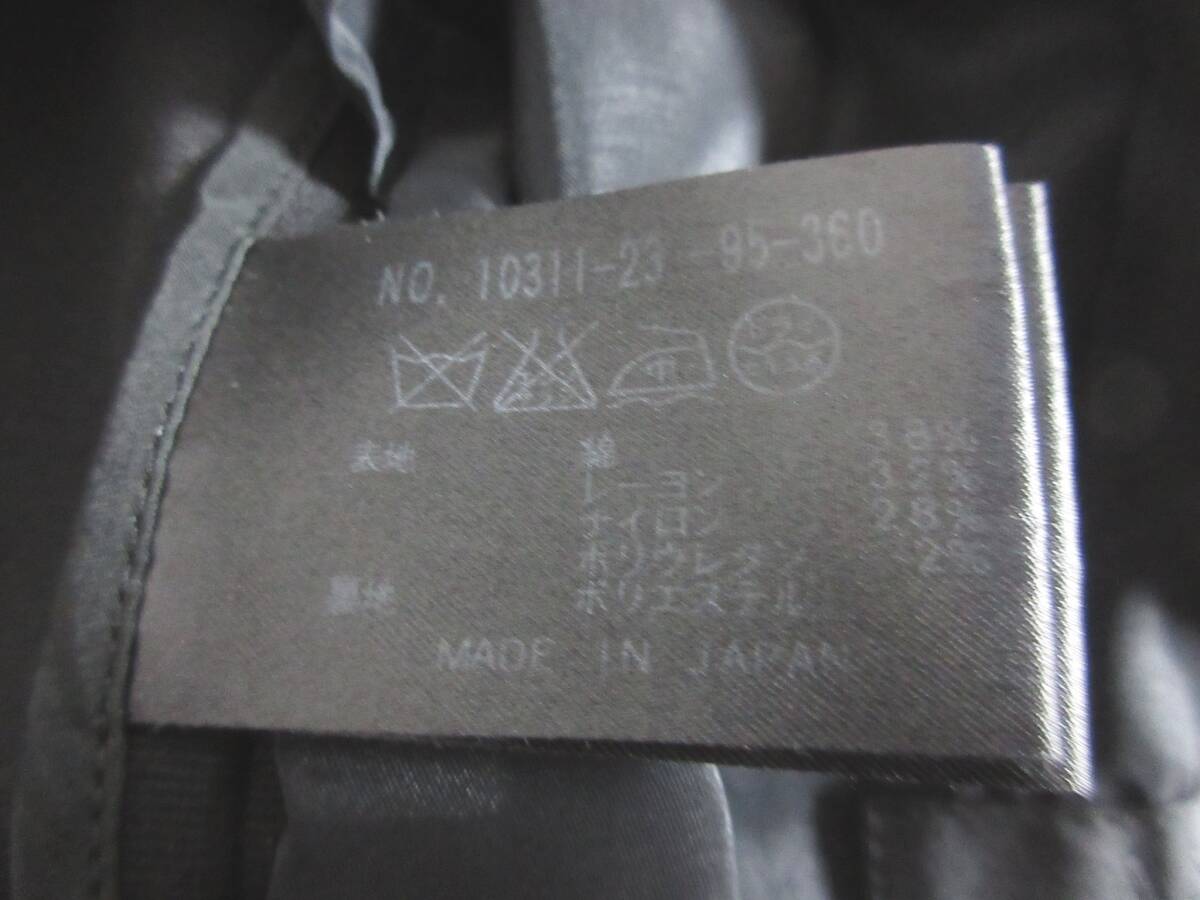 NO. 10311-23 -95-360
中
表地 綿 38%
レーヨン 32%
ナイロン 28%
ポリウレタン 2%
裏地 ポリエステル
MADE IN JAPAN